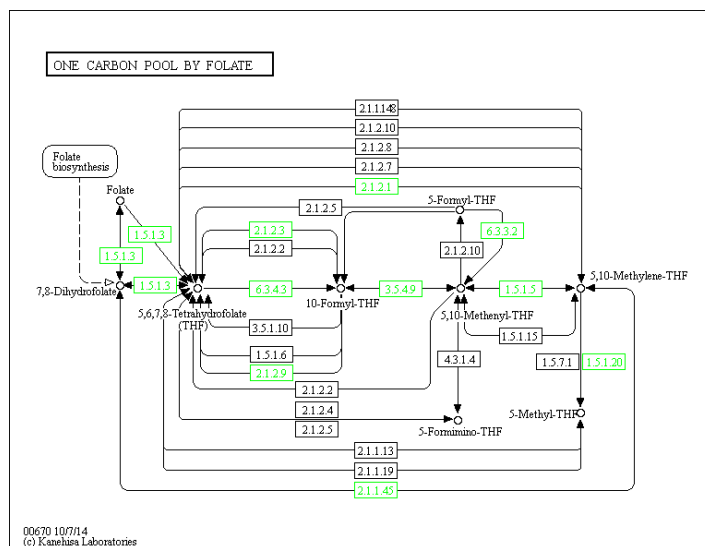 ONE CARBON POOL BY FOLATE
2.1.1.148
2.1.2.10
2.1.2.8
2.1.2.7
2.1.2.1
Folate
biosynthesis
Folate
5-Formyl-THF
2.1.2.5
1.5.1.3
2.1.2.3
6.3.3.2
2.1.2.2
2.1.2.10
1.5.1.3
5,10-Methylene-THF
7,8-Dihydrofolate
1.5.1.3
6.3.4.3
3.5.4.9
1.5.1.5
10-Formyl-THF
5,6,7,8-Tetrahydrofolate
(THF)
5,10-Methenyl-THF
3.5.1.10
1.5.1.15
1.5.1.6
4.3.1.4
1.5.7.1
1.5.1.20
2.1.2.9
2.1.2.2
2.1.2.4
2.1.2.5
5-Methyl-THF
5-Formimino-THF
2.1.1.13
2.1.1.19
2.1.1.45
00670 10/7/14
(c) Kanehisa Laboratories